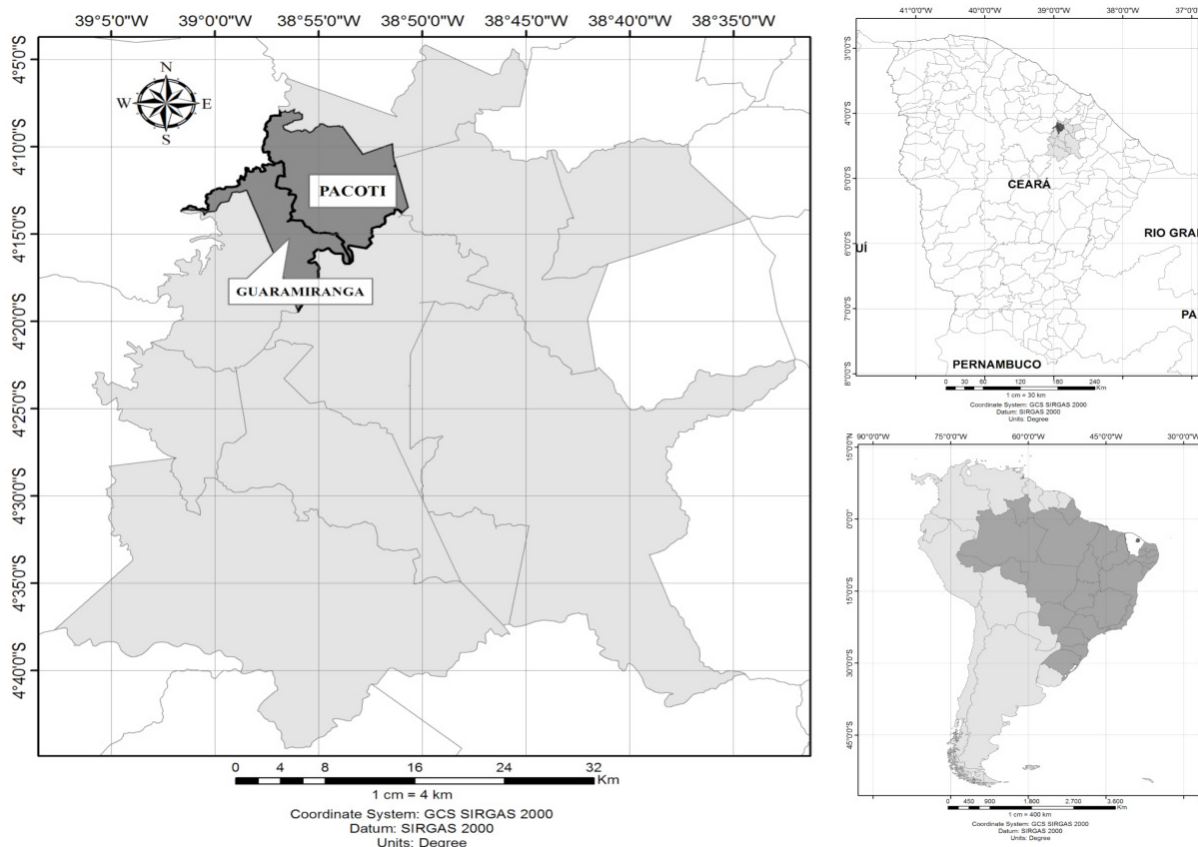 39°5'0"W 39°0'0"W 38°55'0"W 38°50'0"W 38°45'0"W 38°40'0"W 38°35'0"W
4°5'0"S
4°10'0"S
4°15'0"S
4°20'0"S
4°25'0"S
4°30'0"S
4°35'0"S
4°40'0"S
N
W E
S
PACOTI
GUARAMIRANGA
0 4 8 16 24 32
Km
1 cm = 4 km
Coordinate System: GCS SIRGAS 2000
Datum: SIRGAS 2000
Units: Degree
41°0'0"W 40°0'0"W 39°0'0"W 38°0'0"W 37°0'0"W
3°0'0"S
4°0'0"S
5°0'0"S
6°0'0"S
7°0'0"S
8°0'0"S
CEARÁ
RIO GRAN
UÍ
PA
PERNAMBUCO
0 30 60 120 180 240
Km
1 cm = 30 km
Coordinate System: GCS SIRGAS 2000
Datum: SIRGAS 2000
Units: Degree
90°0'0"W 75°0'0"W 60°0'0"W 45°0'0"W 30°0'0"W
15°0'0"N
0°0'0"
15°0'0"S
30°0'0"S
45°0'0"S
0 450 900 1.800 2.700 3.600
Km
1 cm = 400 km
Coordinate System: GCS SIRGAS 2000
Datum: SIRGAS 2000
Units: Degree